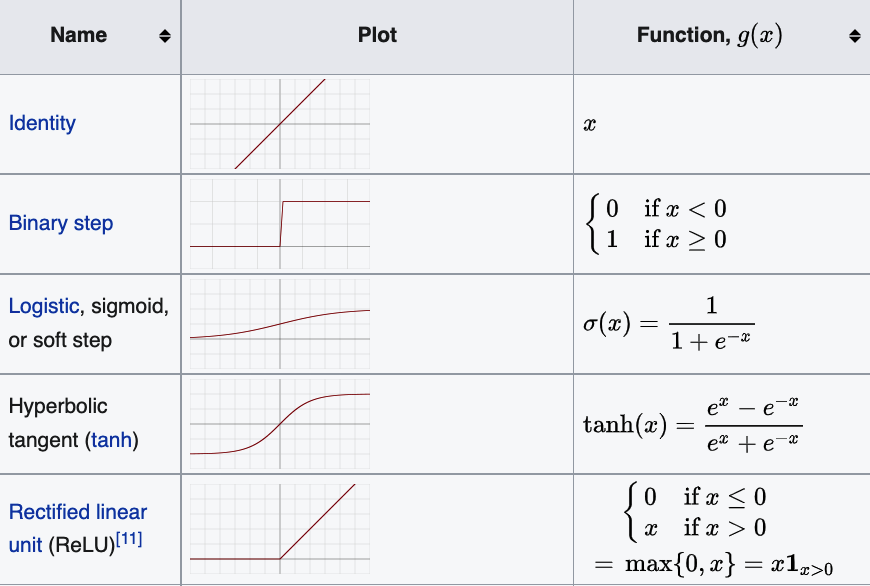 Name Plot Function, g(x)
Identity x
Binary step { 0 if x < 0
1 if x ≥ 0
Logistic, sigmoid,
or soft step
σ(x) = 1 / (1 + e^{−x})
Hyperbolic
tangent (tanh)
tanh(x) = (e^x − e^{−x}) / (e^x + e^{−x})
Rectified linear
unit (ReLU)[11]
{ 0 if x ≤ 0
x if x > 0
= max{0, x} = x𝟏_{x>0}